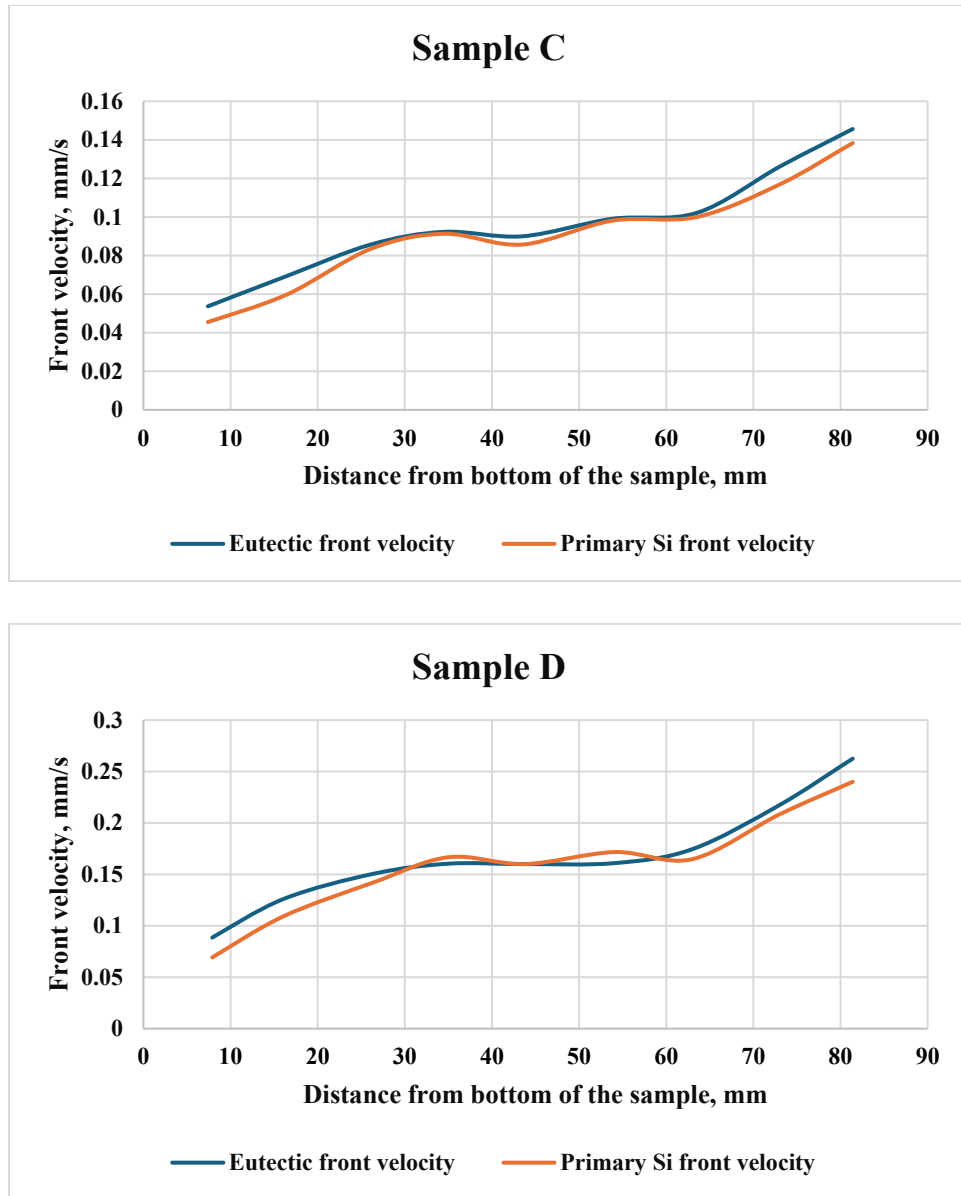 Sample C
Front velocity, mm/s
0.16
0.14
0.12
0.1
0.08
0.06
0.04
0.02
0
0 10 20 30 40 50 60 70 80 90
Distance from bottom of the sample, mm
Eutectic front velocity Primary Si front velocity
Sample D
Front velocity, mm/s
0.3
0.25
0.2
0.15
0.1
0.05
0
0 10 20 30 40 50 60 70 80 90
Distance from bottom of the sample, mm
Eutectic front velocity Primary Si front velocity